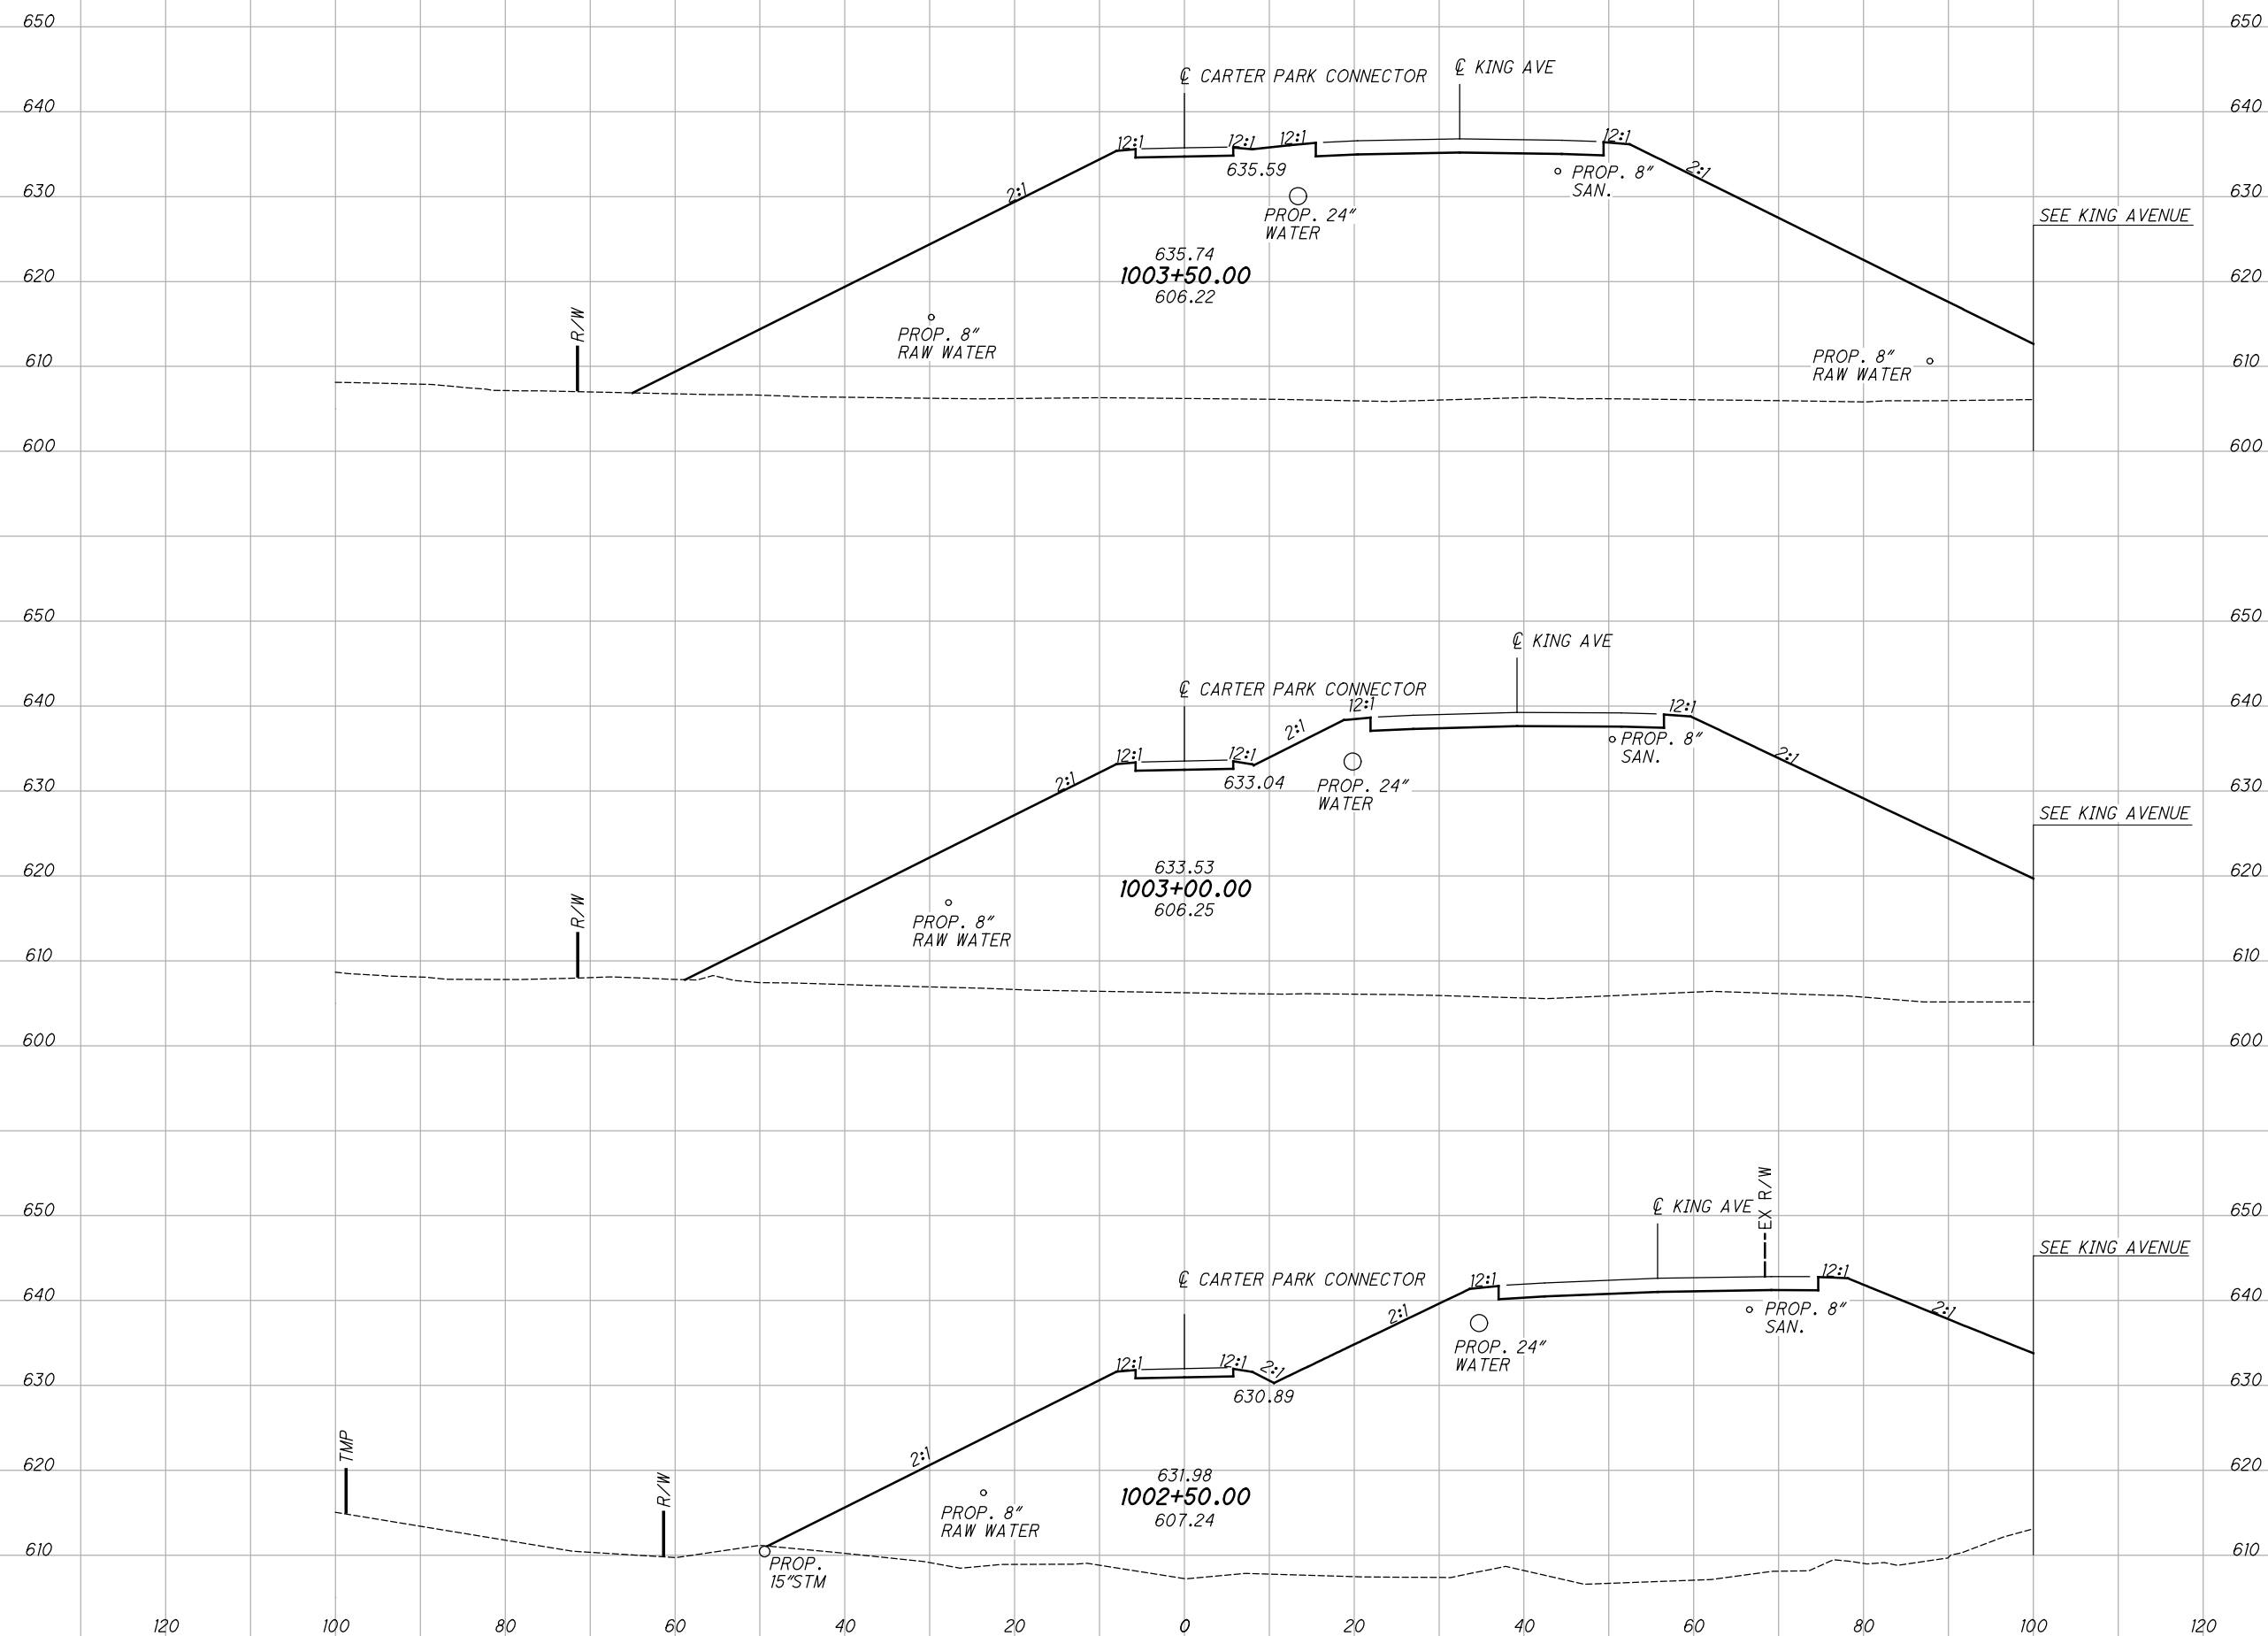 650 650
℄ CARTER PARK CONNECTOR ℄ KING AVE
640 640
12:1 12:1 12:1 12:1
635.59
2:1 PROP. 8" 2:1
SAN.
630 630
PROP. 24"
WATER
SEE KING AVENUE
635.74
1003+50.00
606.22
620 620
R/W
PROP. 8"
RAW WATER
PROP. 8"
RAW WATER
610 610
600 600
650 650
℄ KING AVE
℄ CARTER PARK CONNECTOR
640 640
12:1 12:1
2:1
12:1 12:1
2:1 633.04
PROP. 8"
SAN.
2:1
630 630
PROP. 24"
WATER
SEE KING AVENUE
633.53
1003+00.00
606.25
620 620
R/W
PROP. 8"
RAW WATER
610 610
600 600
650 650
℄ KING AVE
EX R/W
SEE KING AVENUE
℄ CARTER PARK CONNECTOR
640 640
12:1 12:1
2:1 2:1
PROP. 8"
SAN.
PROP. 24"
WATER
12:1 12:1 2:1
630 630
630.89
TMP
2:1
620 620
631.98
1002+50.00
607.24
R/W
PROP. 8"
RAW WATER
610 610
PROP.
15"STM
120 100 80 60 40 20 0 20 40 60 80 100 120